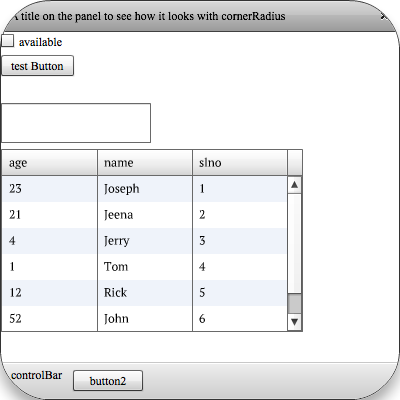 A title on the panel to see how it looks with cornerRadius
available
test Button
age name slno
23 Joseph 1
21 Jeena 2
4 Jerry 3
1 Tom 4
12 Rick 5
52 John 6
controlBar button2